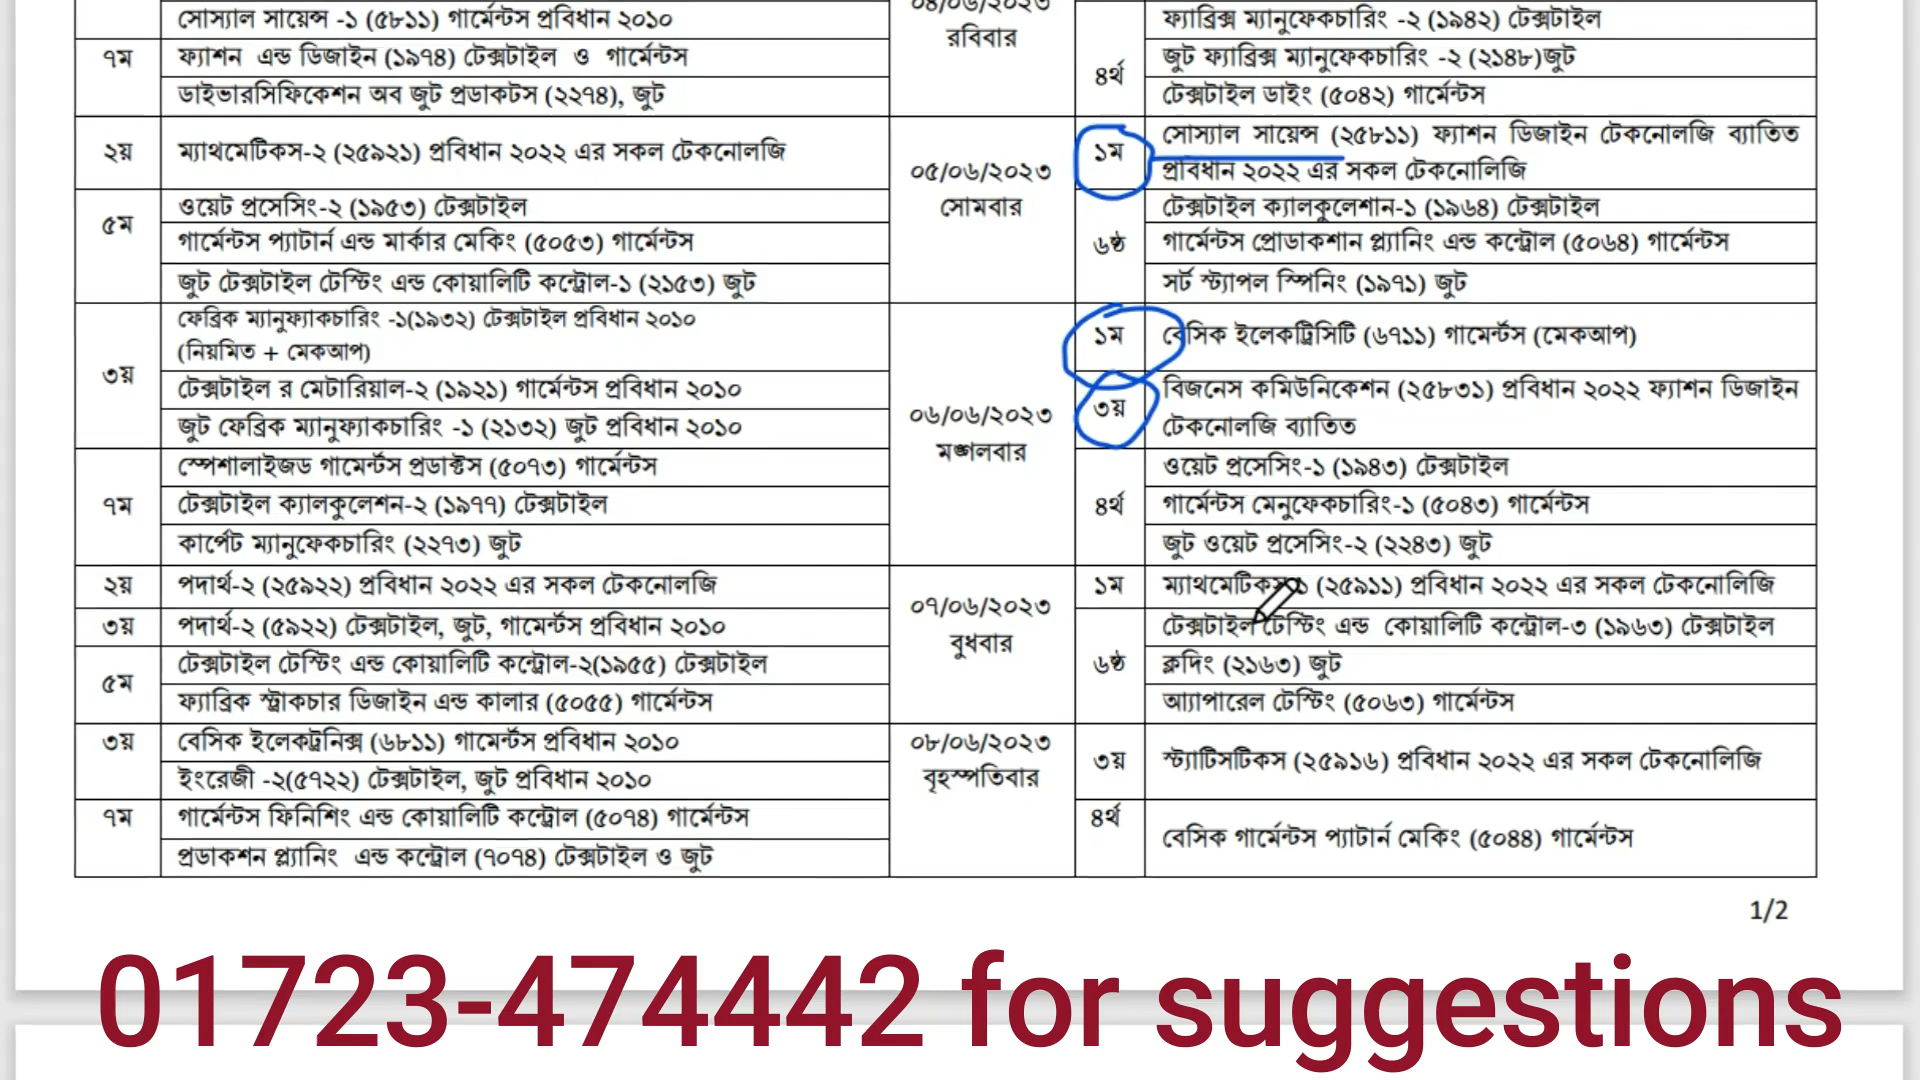 সোস্যাল সায়েন্স -১ (৫৮১১) গার্মেন্টস প্রবিধান ২০১০
৭ম
ফ্যাশন এন্ড ডিজাইন (১৯৭৪) টেক্সটাইল ও গার্মেন্টস
ডাইভারসিফিকেশন অব জুট প্রডাকটস (২২৭৪), জুট
০৪/০৬/২০২৩
রবিবার
ফ্যাব্রিক্স ম্যানুফেকচারিং -২ (১৯৪২) টেক্সটাইল
৪র্থ
জুট ফ্যাব্রিক্স ম্যানুফেকচারিং -২ (২১৪৮)জুট
টেক্সটাইল ডাইং (৫০৪২) গার্মেন্টস
২য়
ম্যাথমেটিকস-২ (২৫৯২১) প্রবিধান ২০২২ এর সকল টেকনোলজি
৫ম
ওয়েট প্রসেসিং-২ (১৯৫৩) টেক্সটাইল
গার্মেন্টস প্যাটার্ন এন্ড মার্কার মেকিং (৫০৫৩) গার্মেন্টস
জুট টেক্সটাইল টেস্টিং এন্ড কোয়ালিটি কন্ট্রোল-১ (২১৫৩) জুট
০৫/০৬/২০২৩
সোমবার
১ম
সোস্যাল সায়েন্স (২৫৮১১) ফ্যাশন ডিজাইন টেকনোলজি ব্যাতিত
প্রবিধান ২০২২ এর সকল টেকনোলিজি
৬ষ্ঠ
টেক্সটাইল ক্যালকুলেশান-১ (১৯৬৪) টেক্সটাইল
গার্মেন্টস প্রোডাকশান প্ল্যানিং এন্ড কন্ট্রোল (৫০৬৪) গার্মেন্টস
সর্ট স্ট্যাপল স্পিনিং (১৯৭১) জুট
৩য়
ফেব্রিক ম্যানুফ্যাকচারিং -১(১৯৩২) টেক্সটাইল প্রবিধান ২০১০
(নিয়মিত + মেকআপ)
টেক্সটাইল র মেটারিয়াল-২ (১৯২১) গার্মেন্টস প্রবিধান ২০১০
জুট ফেব্রিক ম্যানুফ্যাকচারিং -১ (২১৩২) জুট প্রবিধান ২০১০
৭ম
স্পেশালাইজড গার্মেন্টস প্রডাক্টস (৫০৭৩) গার্মেন্টস
টেক্সটাইল ক্যালকুলেশন-২ (১৯৭৭) টেক্সটাইল
কার্পেট ম্যানুফেকচারিং (২২৭৩) জুট
০৬/০৬/২০২৩
মঙ্গলবার
১ম
বেসিক ইলেকট্রিসিটি (৬৭১১) গার্মেন্টস (মেকআপ)
৩য়
বিজনেস কমিউনিকেশন (২৫৮৩১) প্রবিধান ২০২২ ফ্যাশন ডিজাইন
টেকনোলজি ব্যাতিত
৪র্থ
ওয়েট প্রসেসিং-১ (১৯৪৩) টেক্সটাইল
গার্মেন্টস মেনুফেকচারিং-১ (৫০৪৩) গার্মেন্টস
জুট ওয়েট প্রসেসিং-২ (২২৪৩) জুট
২য়
পদার্থ-২ (২৫৯২২) প্রবিধান ২০২২ এর সকল টেকনোলজি
৩য়
পদার্থ-২ (৫৯২২) টেক্সটাইল, জুট, গার্মেন্টস প্রবিধান ২০১০
৫ম
টেক্সটাইল টেস্টিং এন্ড কোয়ালিটি কন্ট্রোল-২(১৯৫৫) টেক্সটাইল
ফ্যাব্রিক স্ট্রাকচার ডিজাইন এন্ড কালার (৫০৫৫) গার্মেন্টস
০৭/০৬/২০২৩
বুধবার
১ম
ম্যাথমেটিকস-১ (২৫৯১১) প্রবিধান ২০২২ এর সকল টেকনোলিজি
৬ষ্ঠ
টেক্সটাইল টেস্টিং এন্ড কোয়ালিটি কন্ট্রোল-৩ (১৯৬৩) টেক্সটাইল
ক্লদিং (২১৬৩) জুট
অ্যাপারেল টেস্টিং (৫০৬৩) গার্মেন্টস
৩য়
বেসিক ইলেকট্রনিক্স (৬৮১১) গার্মেন্টস প্রবিধান ২০১০
ইংরেজী -২(৫৭২২) টেক্সটাইল, জুট প্রবিধান ২০১০
৭ম
গার্মেন্টস ফিনিশিং এন্ড কোয়ালিটি কন্ট্রোল (৫০৭৪) গার্মেন্টস
প্রডাকশন প্ল্যানিং এন্ড কন্ট্রোল (৭০৭৪) টেক্সটাইল ও জুট
০৮/০৬/২০২৩
বৃহস্পতিবার
৩য়
স্ট্যাটিসটিকস (২৫৯১৬) প্রবিধান ২০২২ এর সকল টেকনোলিজি
৪র্থ
বেসিক গার্মেন্টস প্যাটার্ন মেকিং (৫০৪৪) গার্মেন্টস
1/2
01723-474442 for suggestions